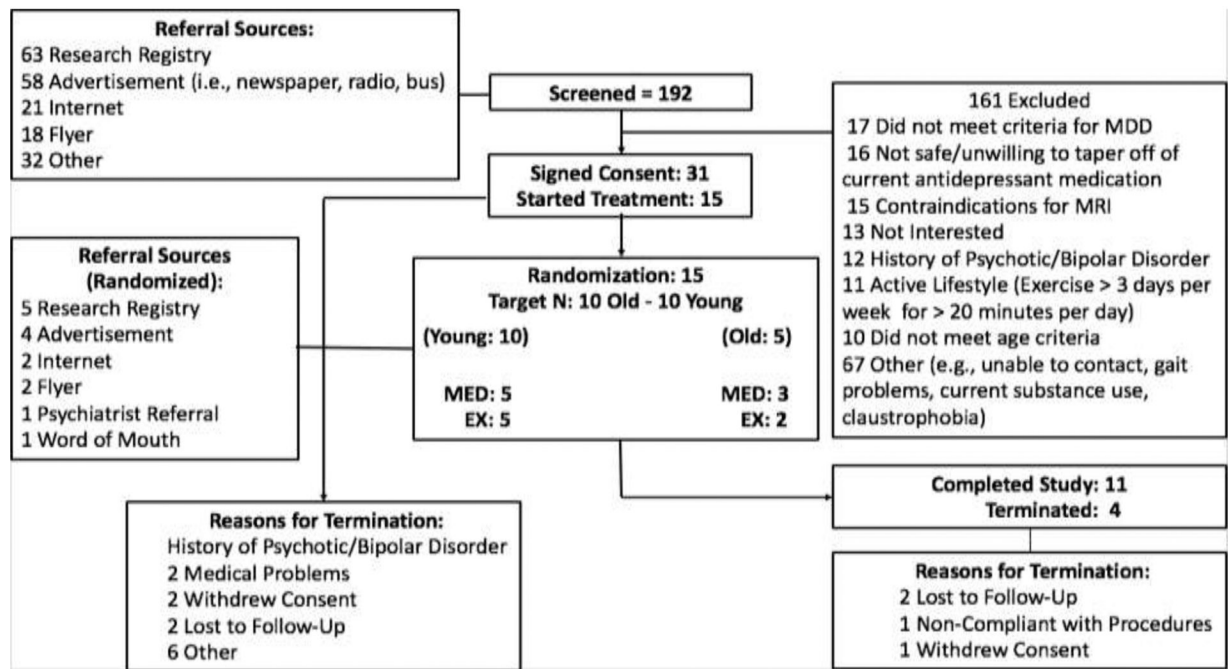 Referral Sources:
63 Research Registry
58 Advertisement (i.e., newspaper, radio, bus)
21 Internet
18 Flyer
32 Other
Screened = 192
161 Excluded
17 Did not meet criteria for MDD
16 Not safe/unwilling to taper off of
current antidepressant medication
15 Contraindications for MRI
13 Not Interested
12 History of Psychotic/Bipolar Disorder
11 Active Lifestyle (Exercise > 3 days per
week for > 20 minutes per day)
10 Did not meet age criteria
67 Other (e.g., unable to contact, gait
problems, current substance use,
claustrophobia)
Signed Consent: 31
Started Treatment: 15
Referral Sources
(Randomized):
5 Research Registry
4 Advertisement
2 Internet
2 Flyer
1 Psychiatrist Referral
1 Word of Mouth
Randomization: 15
Target N: 10 Old - 10 Young
(Young: 10) (Old: 5)
MED: 5 MED: 3
EX: 5 EX: 2
Completed Study: 11
Terminated: 4
Reasons for Termination:
History of Psychotic/Bipolar Disorder
2 Medical Problems
2 Withdrew Consent
2 Lost to Follow-Up
6 Other
Reasons for Termination:
2 Lost to Follow-Up
1 Non-Compliant with Procedures
1 Withdrew Consent